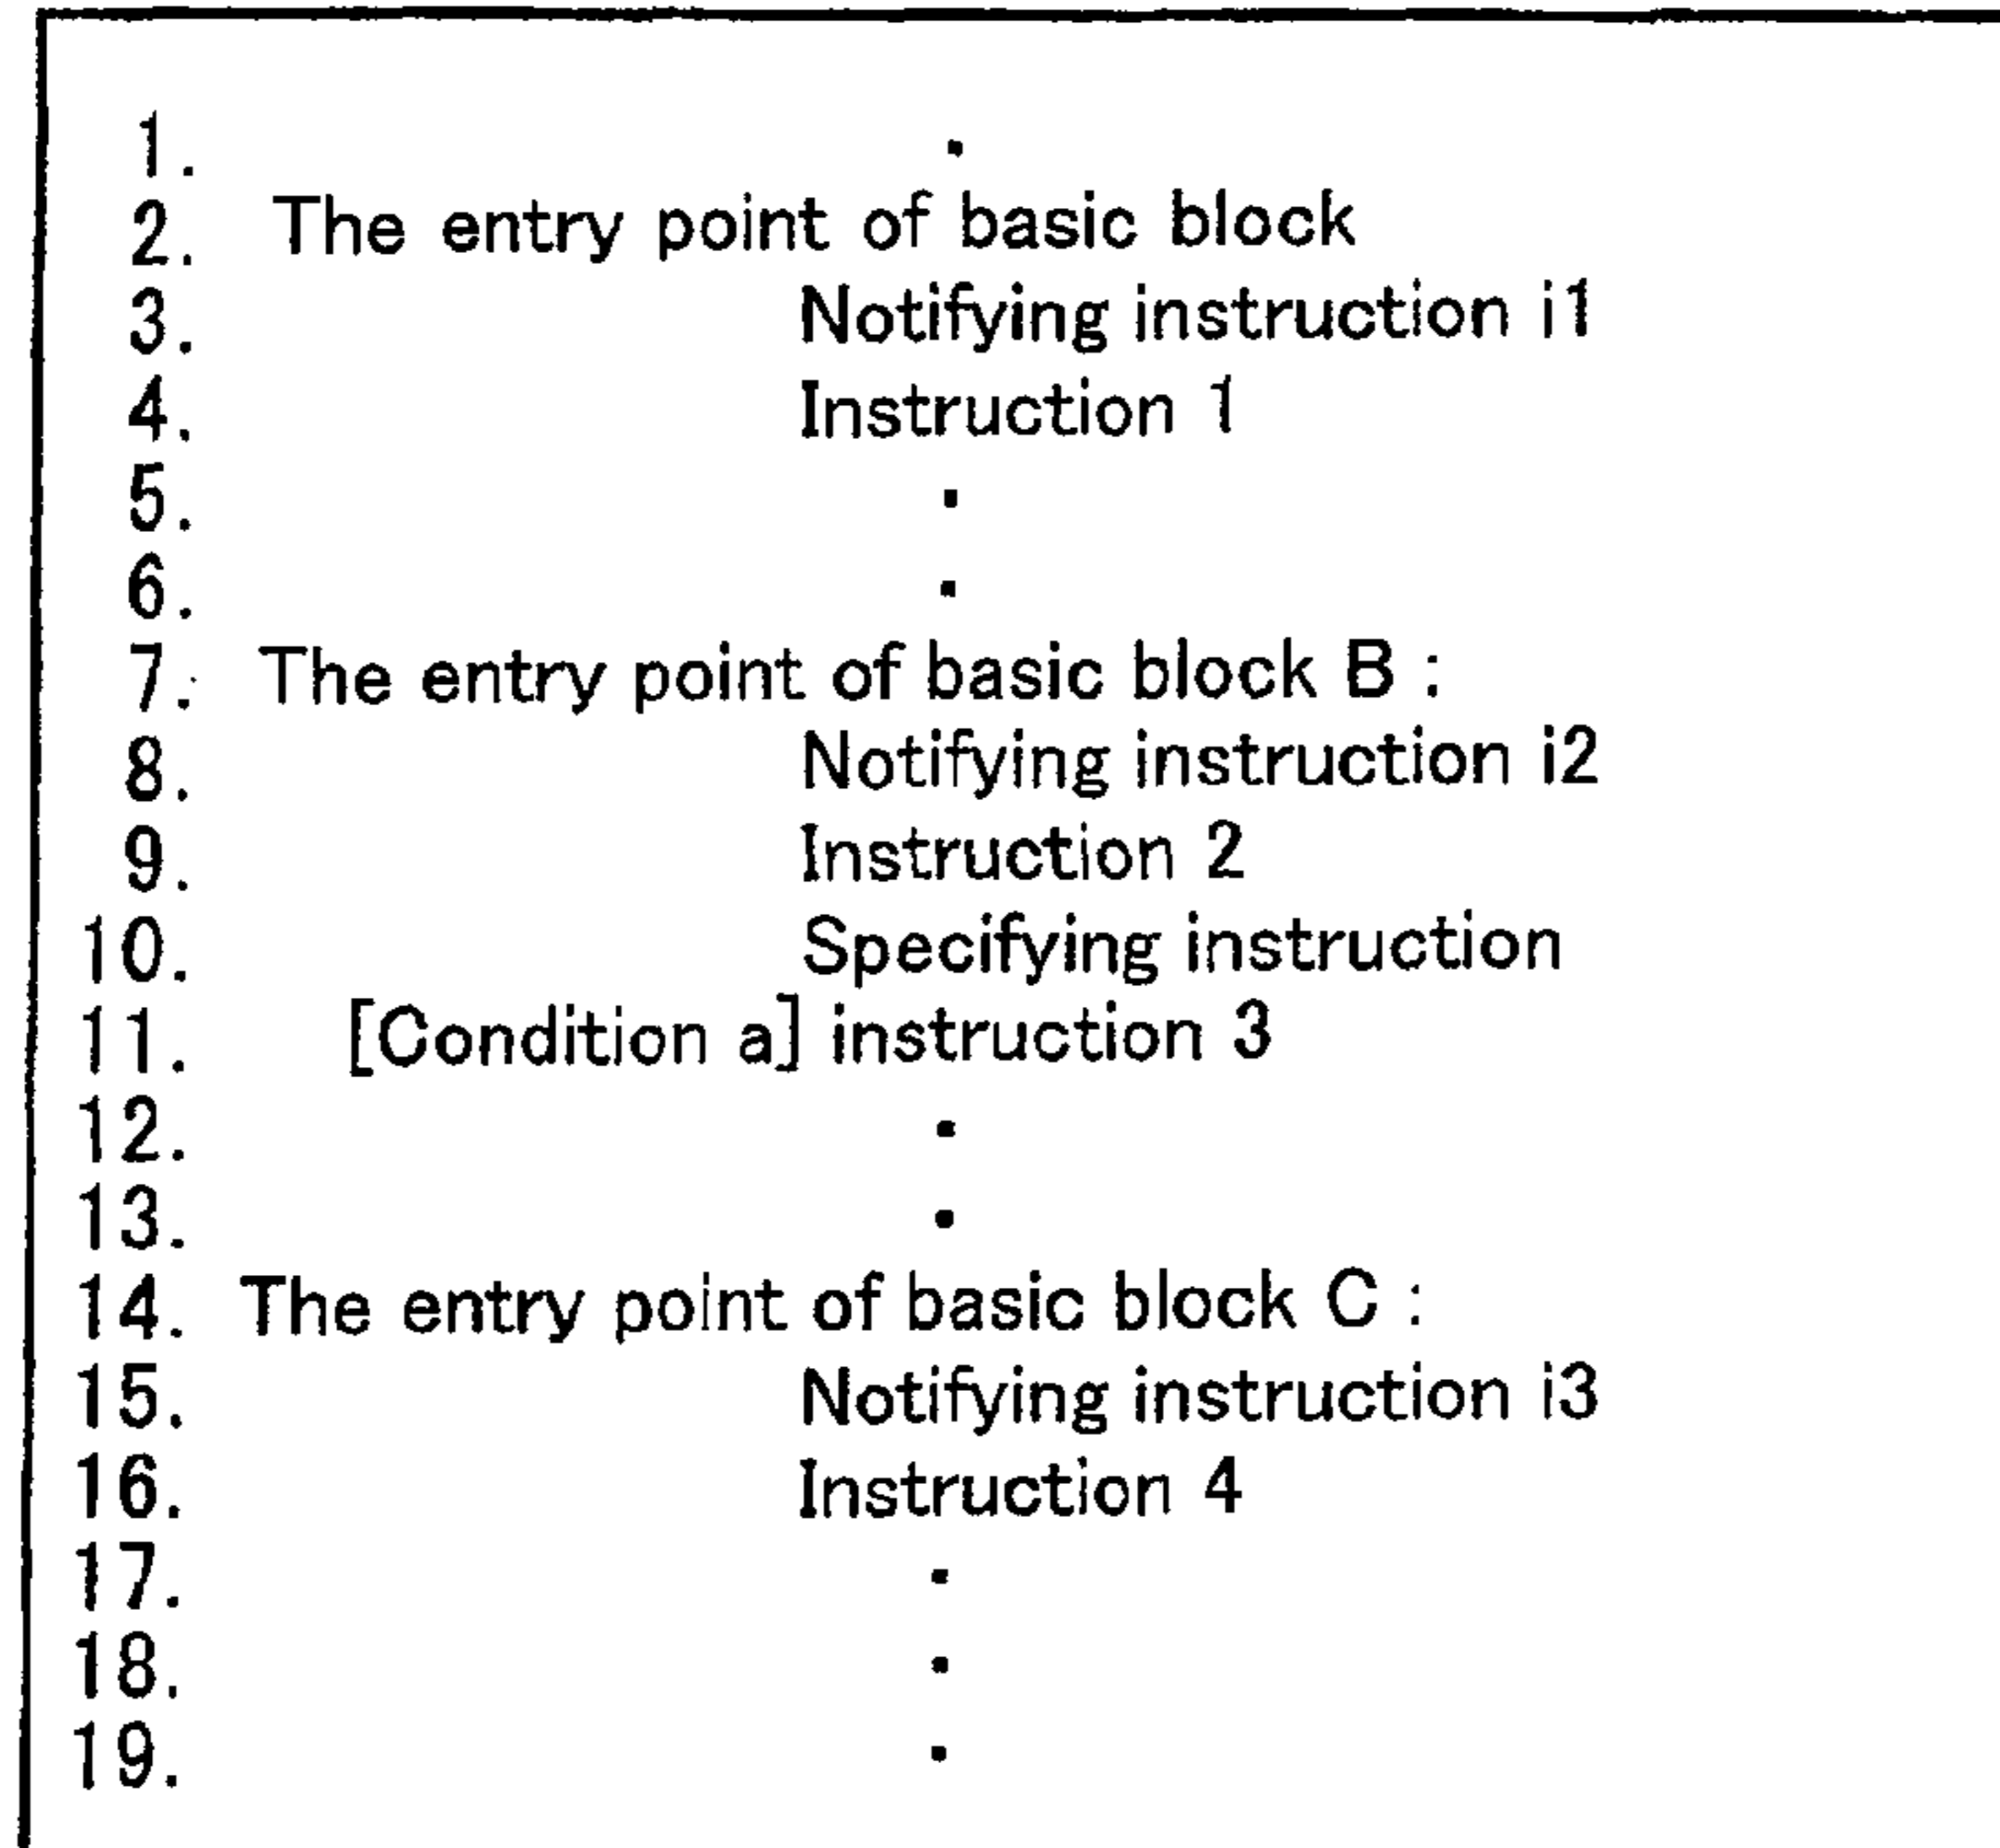 1. .
2. The entry point of basic block
3. Notifying instruction i1
4. Instruction 1
5. .
6. .
7. The entry point of basic block B :
8. Notifying instruction i2
9. Instruction 2
10. Specifying instruction
11. [Condition a] instruction 3
12. .
13. .
14. The entry point of basic block C :
15. Notifying instruction i3
16. Instruction 4
17. .
18. .
19. .